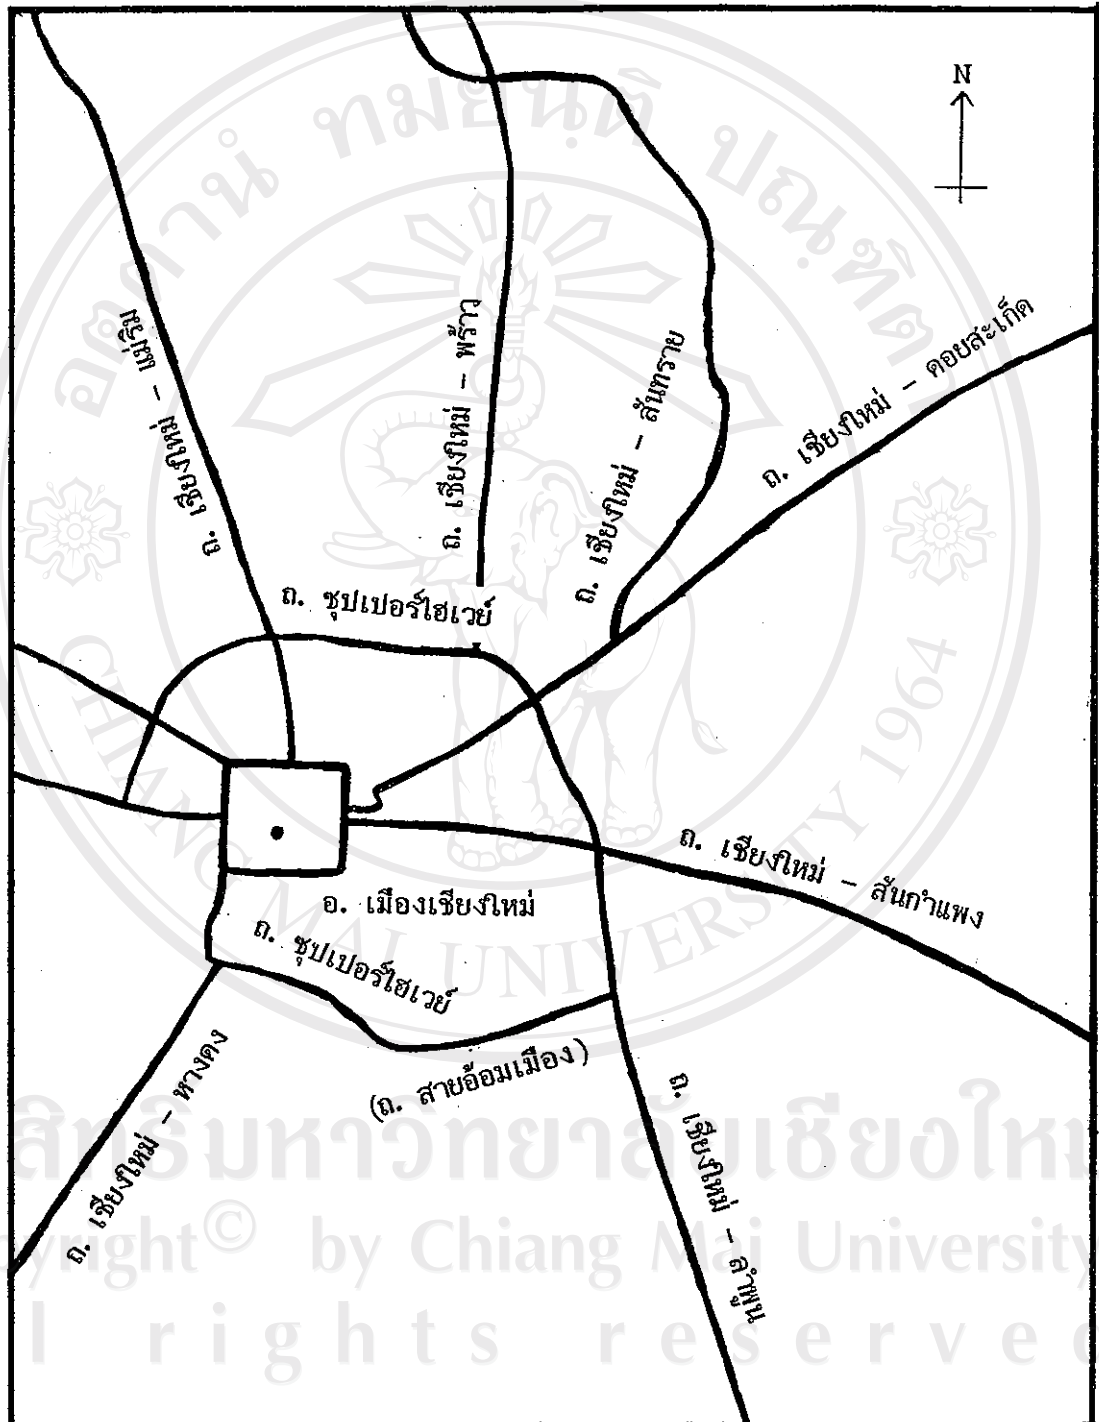 N
ถ. เชียงใหม่ - แม่ริม
ถ. เชียงใหม่ - พร้าว
ถ. เชียงใหม่ - สันทราย
ถ. เชียงใหม่ - ดอยสะเก็ด
ถ. ซุปเปอร์ไฮเวย์
ถ. เชียงใหม่ - สันกำแพง
อ. เมืองเชียงใหม่
ถ. ซุปเปอร์ไฮเวย์
(ถ. สายอ้อมเมือง)
ถ. เชียงใหม่ - หางดง
ถ. เชียงใหม่ - ลำพูน
CHIANG MAI UNIVERSITY 1964
สิทธิมหาวิทยาลัยเชียงใหม
yright© by Chiang Mai University
l rights reserved